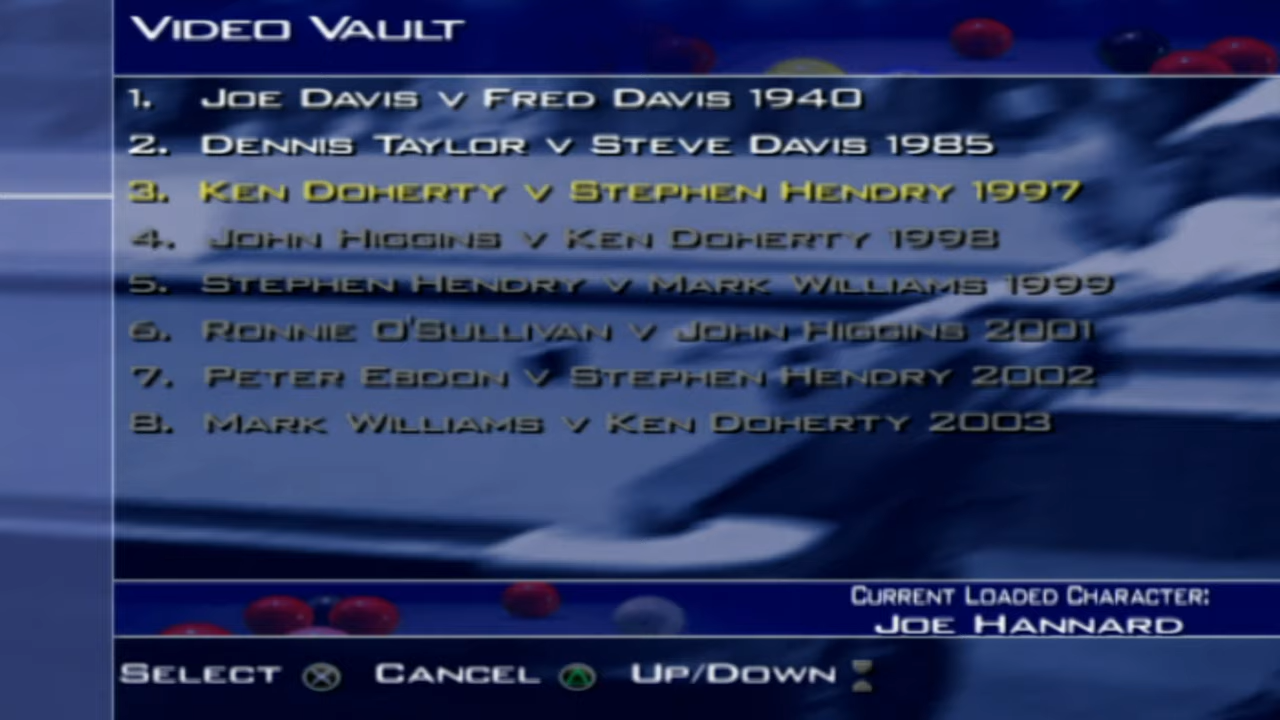 Video Vault
1. Joe Davis v Fred Davis 1940
2. Dennis Taylor v Steve Davis 1985
3. Ken Doherty v Stephen Hendry 1997
4. John Higgins v Ken Doherty 1998
5. Stephen Hendry v Mark Williams 1999
6. Ronnie O'Sullivan v John Higgins 2001
7. Peter Ebdon v Stephen Hendry 2002
8. Mark Williams v Ken Doherty 2003
Current Loaded Character:
Joe Hannard
Select Cancel Up/Down